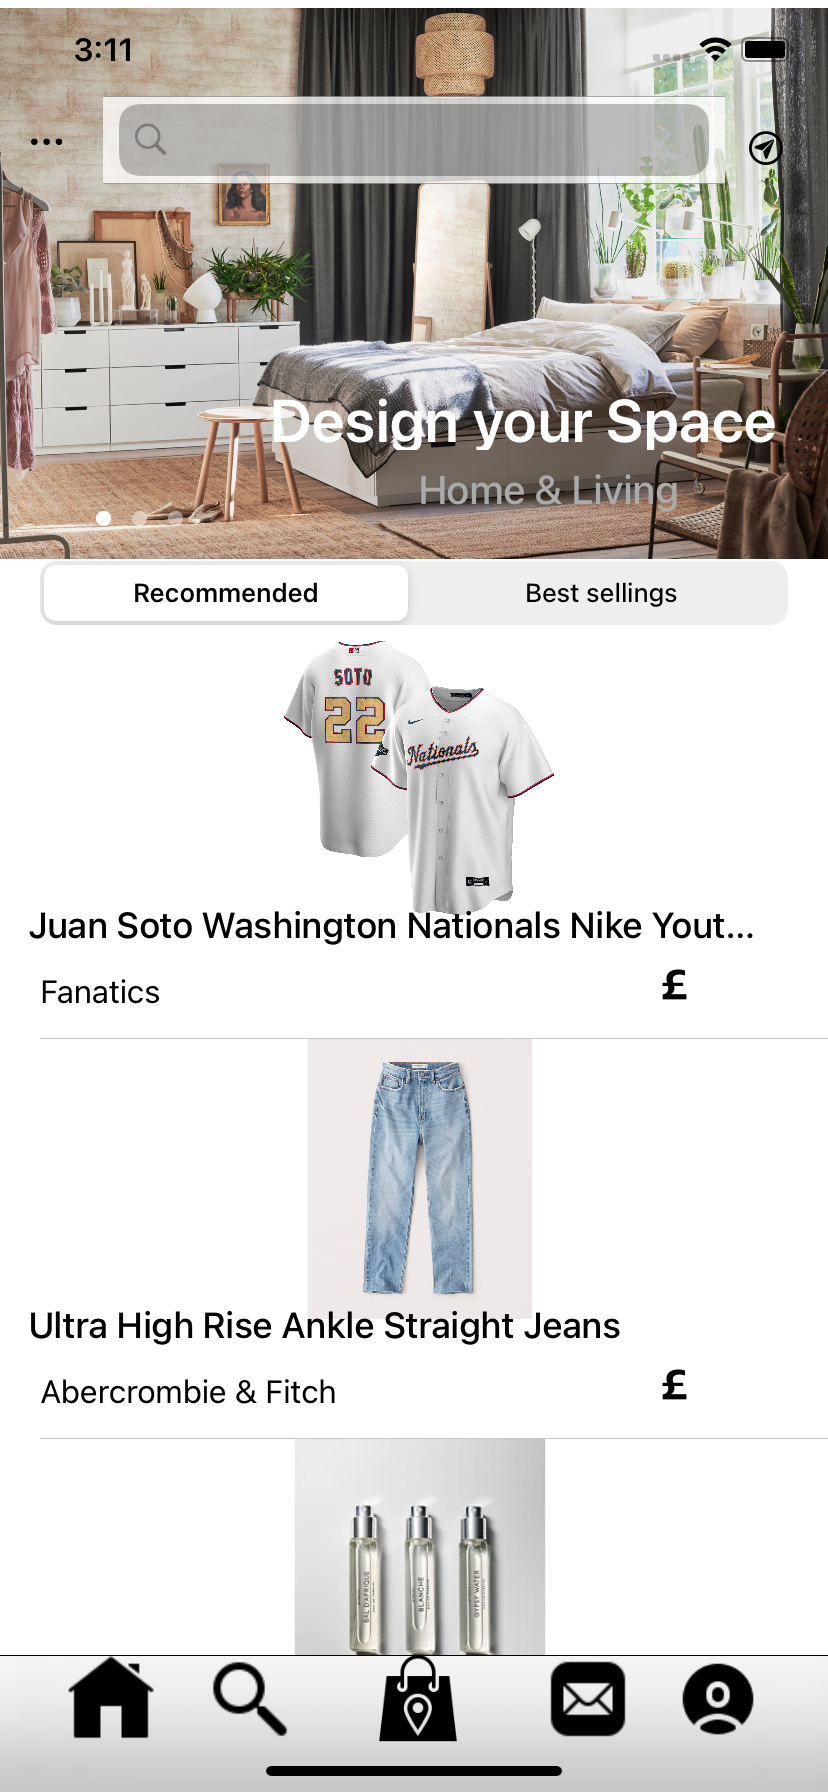 3:11
Design your Space
Home & Living
Recommended
Best sellings
SOTO
22
Nationals
Juan Soto Washington Nationals Nike Yout...
Fanatics
£
Ultra High Rise Ankle Straight Jeans
Abercrombie & Fitch
£
BAL D'AFRIQUE
BLANCHE
GYPSY WATER